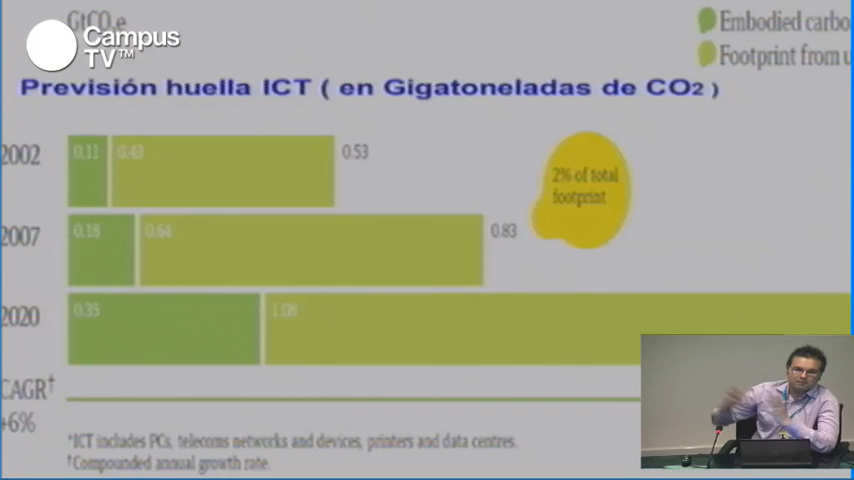 GtCO₂e
Campus
TV™
Embodied carbo
Footprint from u
Previsión huella ICT ( en Gigatoneladas de CO2 )
2002 0.11 0.43 0.53
2% of total
footprint
2007 0.18 0.64 0.83
2020 0.35 1.08
CAGR†
+6%
*ICT includes PCs, telecoms networks and devices, printers and data centres.
†Compounded annual growth rate.